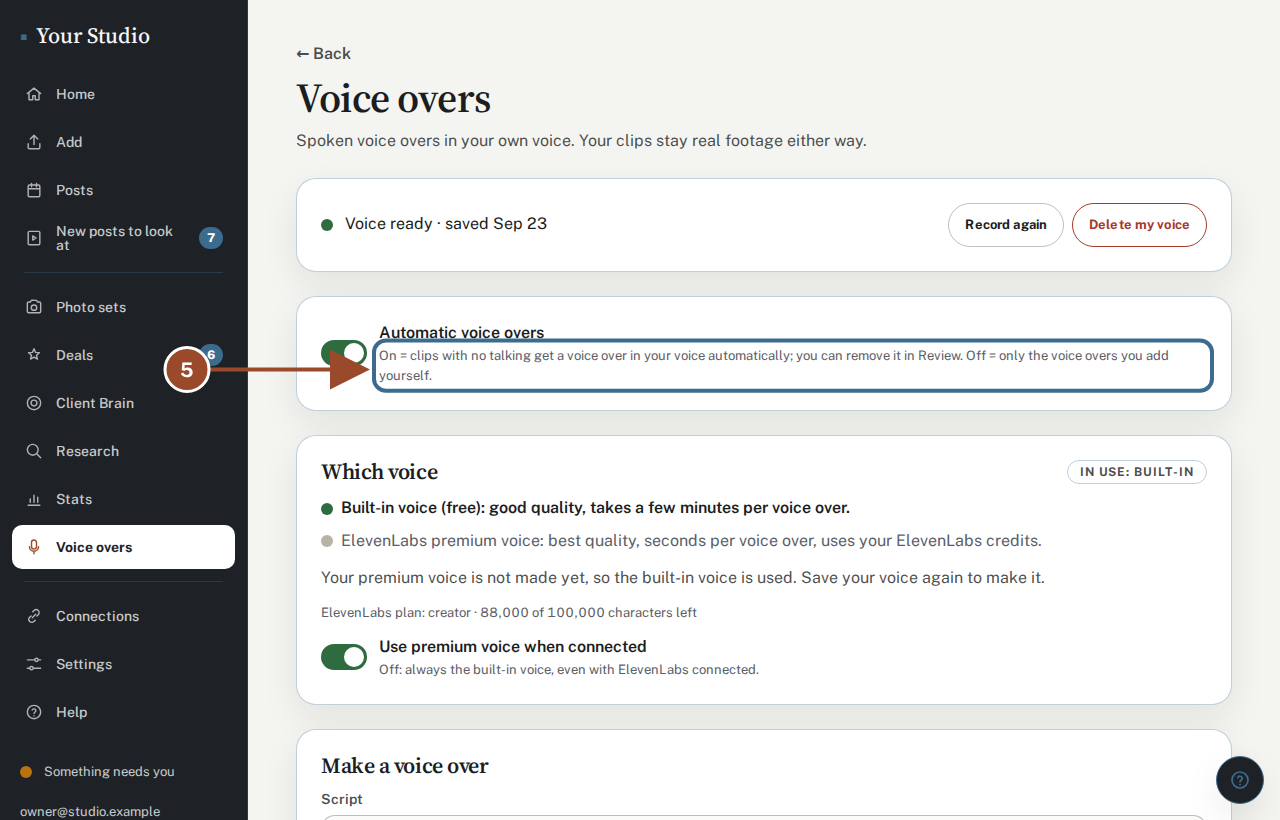 Your Studio
Home
Add
Posts
New posts to look
at
7
Photo sets
Deals
6
5
Client Brain
Research
Stats
Voice overs
Connections
Settings
Help
Something needs you
owner@studio.example
← Back
Voice overs
Spoken voice overs in your own voice. Your clips stay real footage either way.
Voice ready · saved Sep 23
Record again
Delete my voice
Automatic voice overs
On = clips with no talking get a voice over in your voice automatically; you can remove it in Review. Off = only the voice overs you add
yourself.
Which voice
IN USE: BUILT-IN
Built-in voice (free): good quality, takes a few minutes per voice over.
ElevenLabs premium voice: best quality, seconds per voice over, uses your ElevenLabs credits.
Your premium voice is not made yet, so the built-in voice is used. Save your voice again to make it.
ElevenLabs plan: creator · 88,000 of 100,000 characters left
Use premium voice when connected
Off: always the built-in voice, even with ElevenLabs connected.
Make a voice over
Script